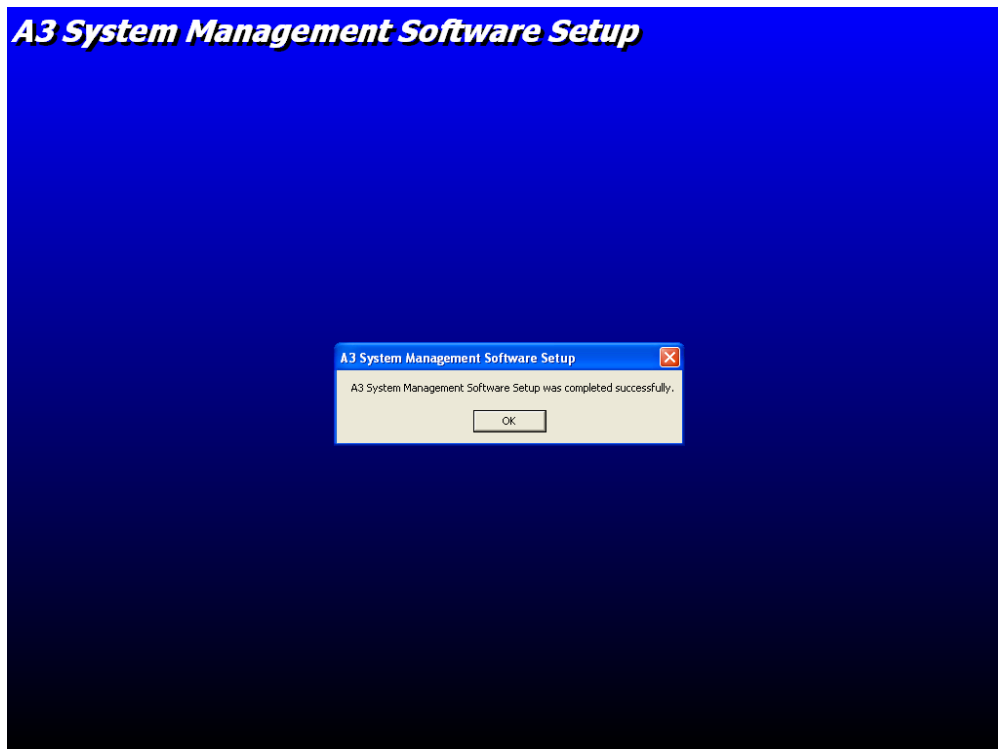 A3 System Management Software Setup
A3 System Management Software Setup
A3 System Management Software Setup was completed successfully.
OK